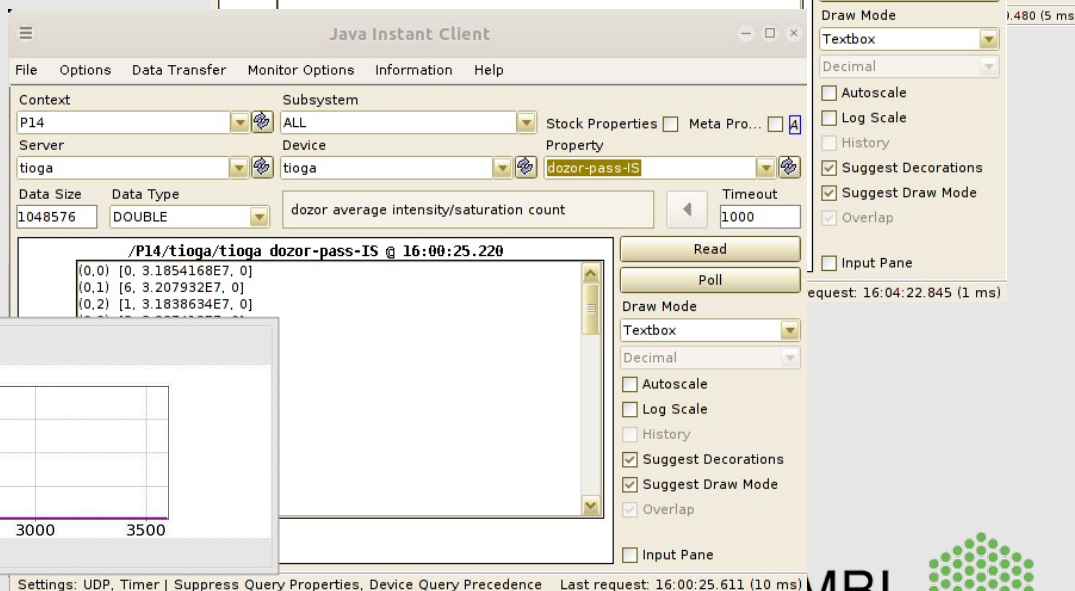 Java Instant Client
File Options Data Transfer Monitor Options Information Help
Context Subsystem
P14 ALL Stock Properties Meta Pro... A
Server Device Property
tioga tioga dozor-pass-IS
Data Size Data Type Timeout
1048576 DOUBLE dozor average intensity/saturation count 1000
/P14/tioga/tioga dozor-pass-IS @ 16:00:25.220
(0,0) [0, 3.1854168E7, 0]
(0,1) [6, 3.207932E7, 0]
(0,2) [1, 3.1838634E7, 0]
Read
Poll
Draw Mode
Textbox
Decimal
Autoscale
Log Scale
History
Suggest Decorations
Suggest Draw Mode
Overlap
Input Pane
3000 3500
Settings: UDP, Timer | Suppress Query Properties, Device Query Precedence Last request: 16:00:25.611 (10 ms)
Draw Mode
.480 (5 ms
Textbox
Decimal
Autoscale
Log Scale
History
Suggest Decorations
Suggest Draw Mode
Overlap
Input Pane
equest: 16:04:22.845 (1 ms)
MBL